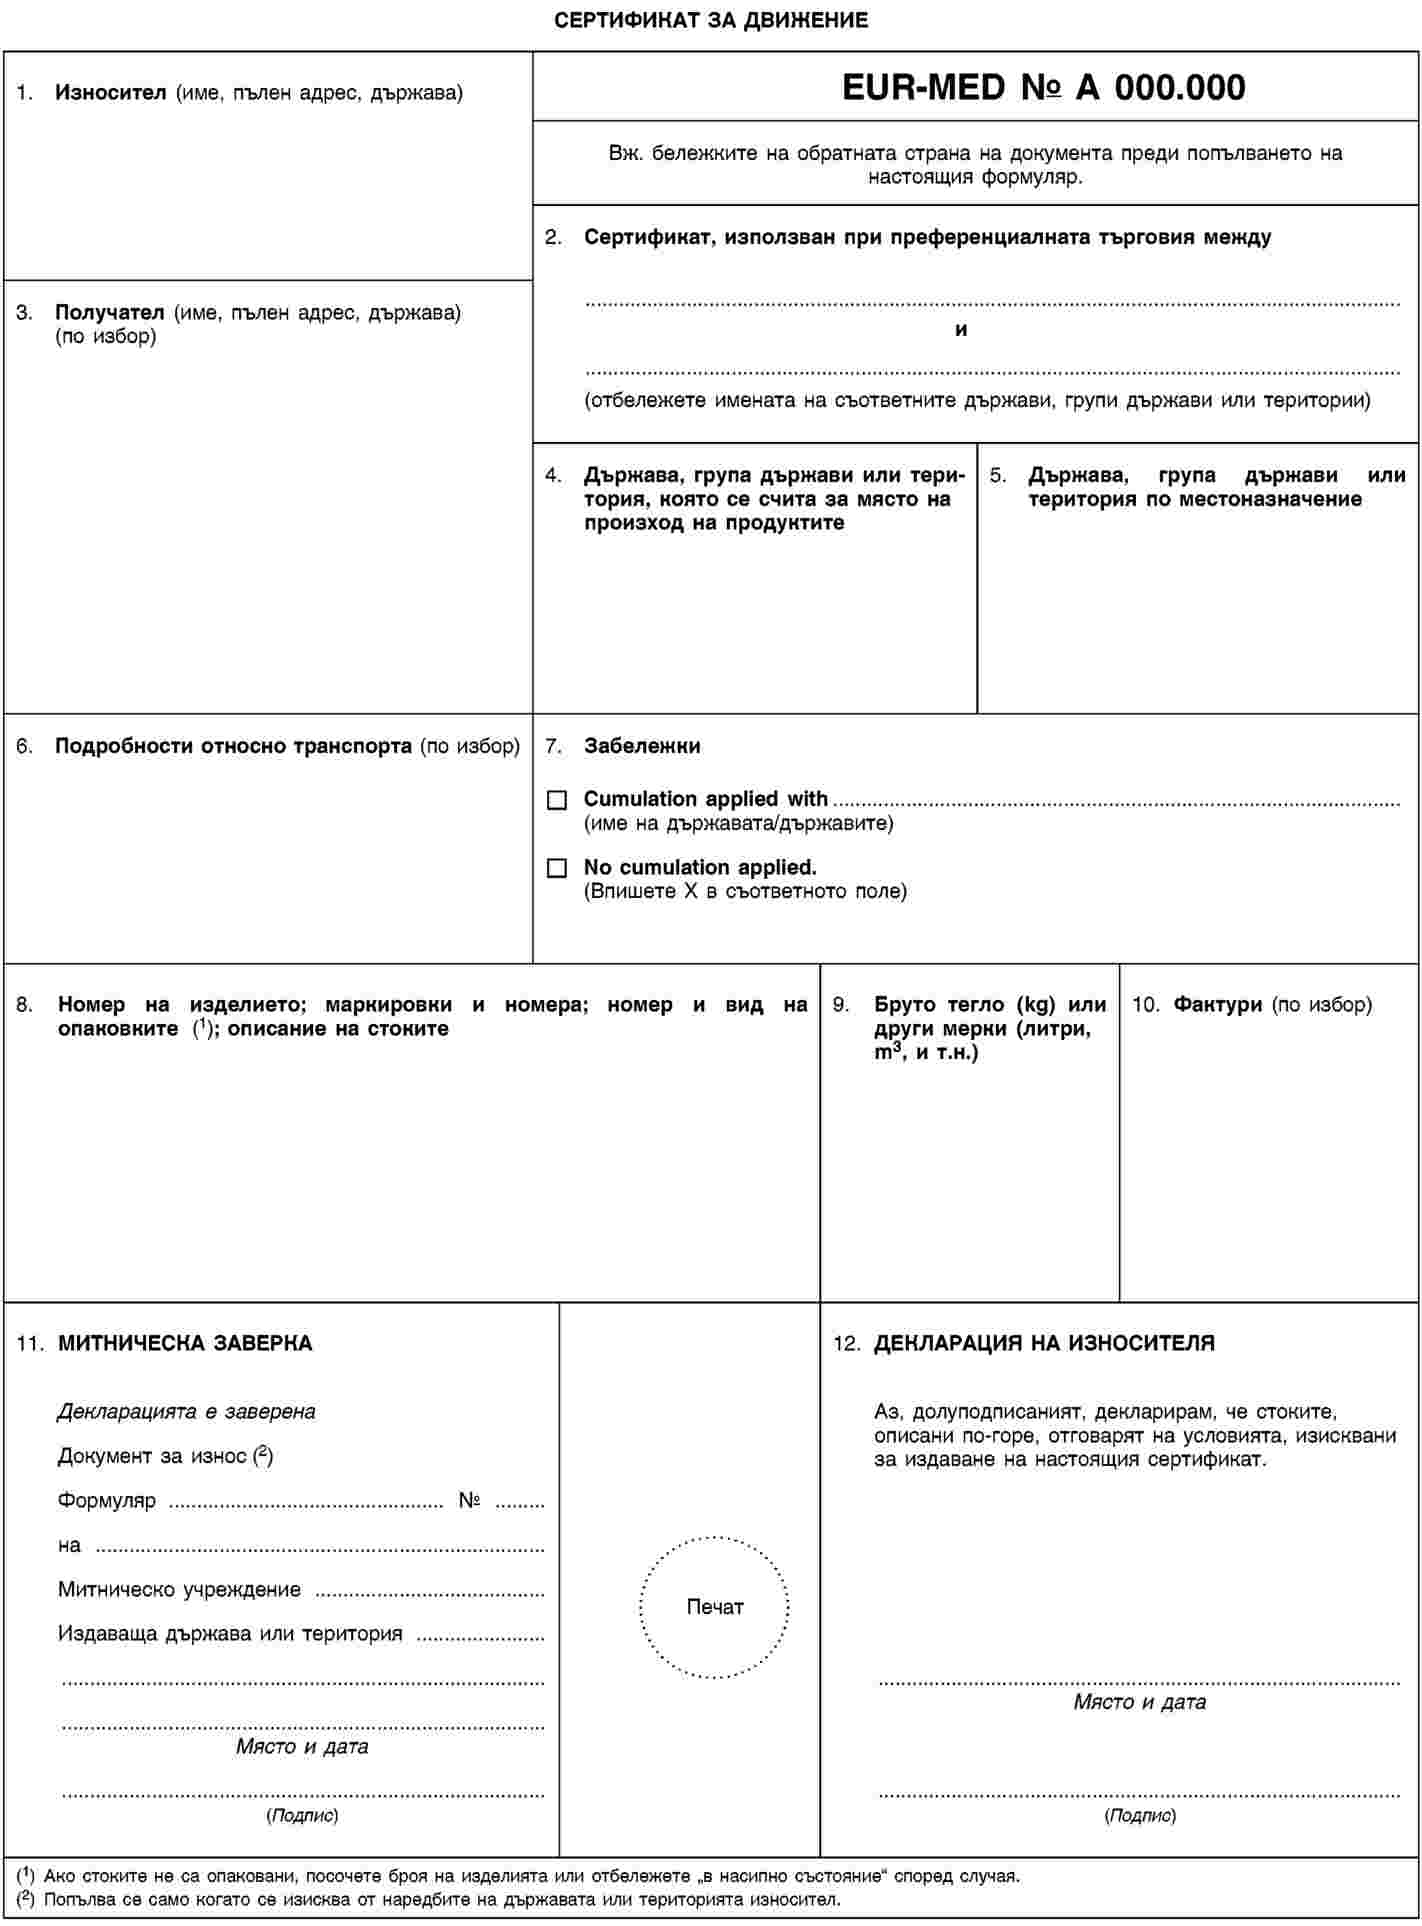 СЕРТИФИКАТ ЗА ДВИЖЕНИЕ
1. Износител (име, пълен адрес, държава)
EUR-MED № A 000.000
Вж. бележките на обратната страна на документа преди попълването на
настоящия формуляр.
2. Сертификат, използван при преференциалната търговия между
и
(отбележете имената на съответните държави, групи държави или територии)
3. Получател (име, пълен адрес, държава)
(по избор)
4. Държава, група държави или тери-
тория, която се счита за място на
произход на продуктите
5. Държава, група държави или
територия по местоназначение
6. Подробности относно транспорта (по избор)
7. Забележки
☐ Cumulation applied with
(име на държавата/държавите)
☐ No cumulation applied.
(Впишете X в съответното поле)
8. Номер на изделието; маркировки и номера; номер и вид на
опаковките (1); описание на стоките
9. Бруто тегло (kg) или
други мерки (литри,
m³, и т.н.)
10. Фактури (по избор)
11. МИТНИЧЕСКА ЗАВЕРКА
Декларацията е заверена
Документ за износ (2)
Формуляр ........ № ........
на ........
Митническо учреждение ........
Издаваща държава или територия ........
Място и дата
(Подпис)
Печат
12. ДЕКЛАРАЦИЯ НА ИЗНОСИТЕЛЯ
Аз, долуподписаният, декларирам, че стоките,
описани по-горе, отговарят на условията, изисквани
за издаване на настоящия сертификат.
Място и дата
(Подпис)
(1) Ако стоките не са опаковани, посочете броя на изделията или отбележете „в насипно състояние“ според случая.
(2) Попълва се само когато се изисква от наредбите на държавата или територията износител.